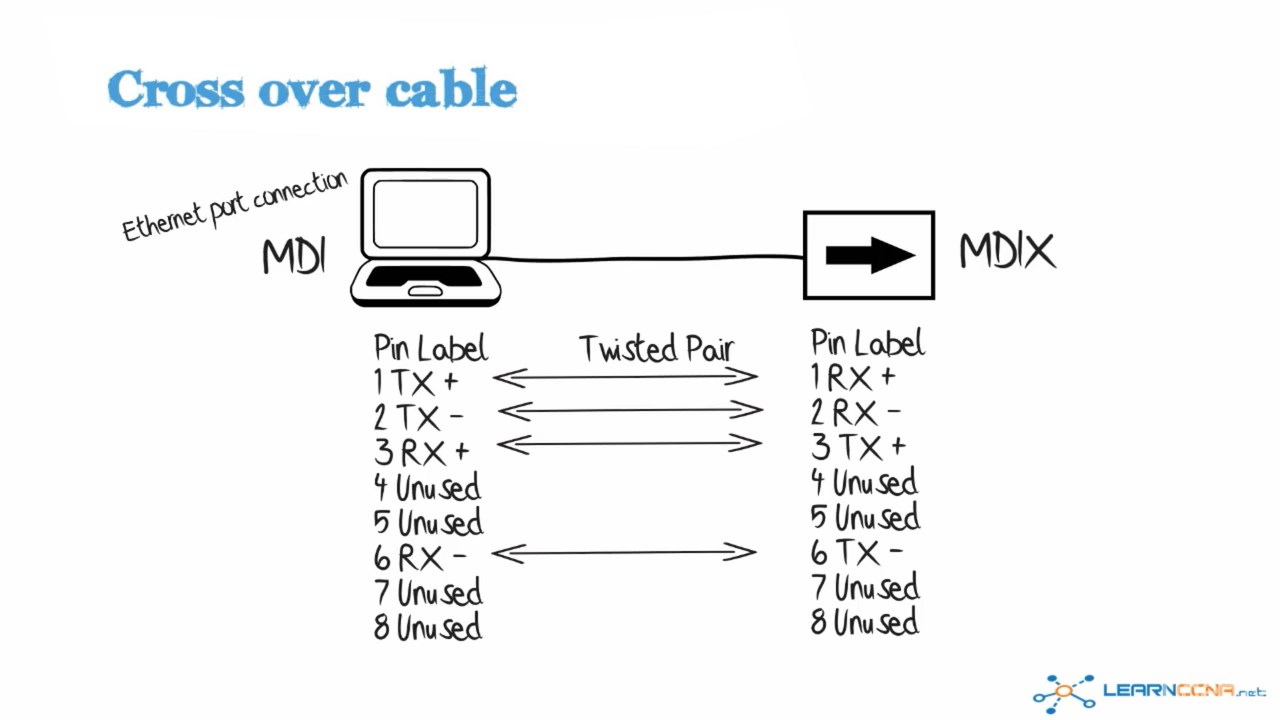 Cross over cable
Ethernet port connection
MDI
MDIX
Pin Label
1 TX +
2 TX -
3 RX +
4 Unused
5 Unused
6 RX -
7 Unused
8 Unused
Twisted Pair
Pin Label
1 RX +
2 RX -
3 TX +
4 Unused
5 Unused
6 TX -
7 Unused
8 Unused
LEARNCCNA.net